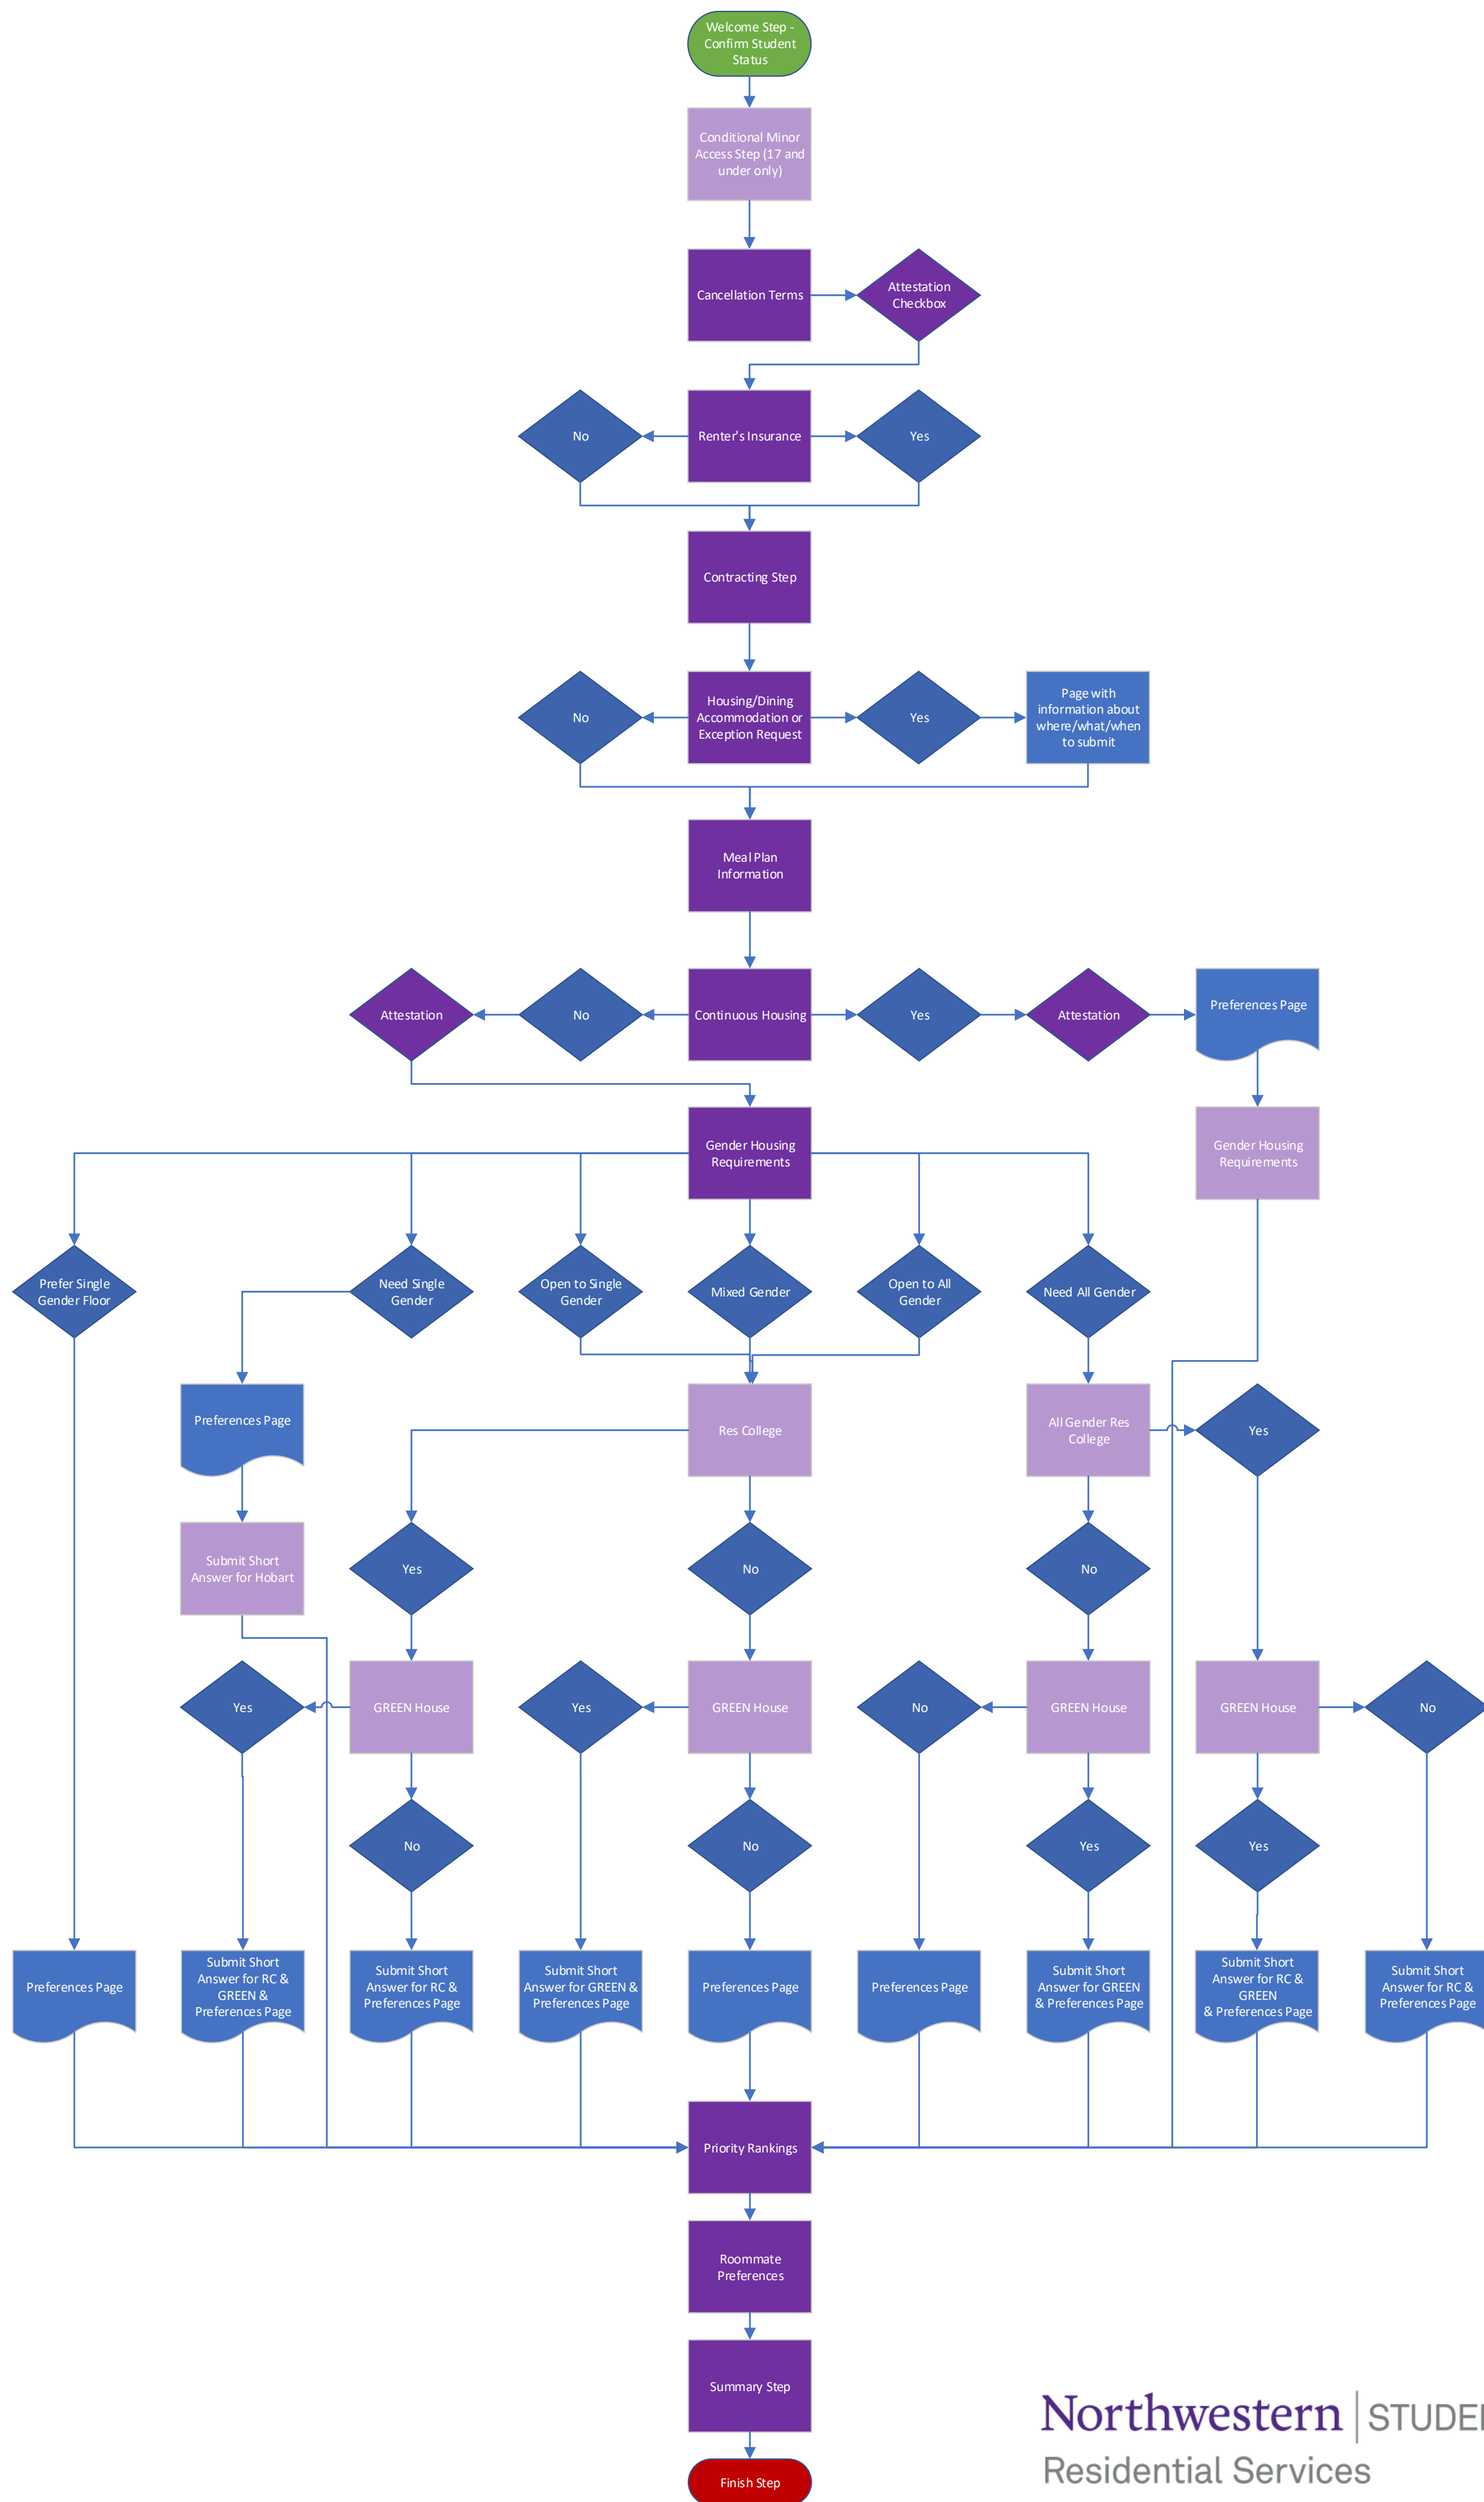 Welcome Step -
Confirm Student
Status
Conditional Minor
Access Step (17 and
under only)
Cancellation Terms
Attestation
Checkbox
No
Renter's Insurance
Yes
Contracting Step
No
Housing/Dining
Accommodation or
Exception Request
Yes
Page with
information about
where/what/when
to submit
Meal Plan
Information
Attestation
No
Continuous Housing
Yes
Attestation
Preferences Page
Gender Housing
Requirements
Gender Housing
Requirements
Prefer Single
Gender Floor
Need Single
Gender
Open to Single
Gender
Mixed Gender
Open to All
Gender
Need All Gender
Preferences Page
Res College
All Gender Res
College
Yes
Submit Short
Answer for Hobart
Yes
No
No
Yes
GREEN House
Yes
GREEN House
No
GREEN House
GREEN House
No
No
No
Yes
Yes
Preferences Page
Submit Short
Answer for RC &
GREEN &
Preferences Page
Submit Short
Answer for RC &
Preferences Page
Submit Short
Answer for GREEN &
Preferences Page
Preferences Page
Preferences Page
Submit Short
Answer for GREEN
& Preferences Page
Submit Short
Answer for RC &
GREEN
& Preferences Page
Submit Short
Answer for RC &
Preferences Page
Priority Rankings
Roommate
Preferences
Summary Step
Northwestern
Residential Services
Finish Step